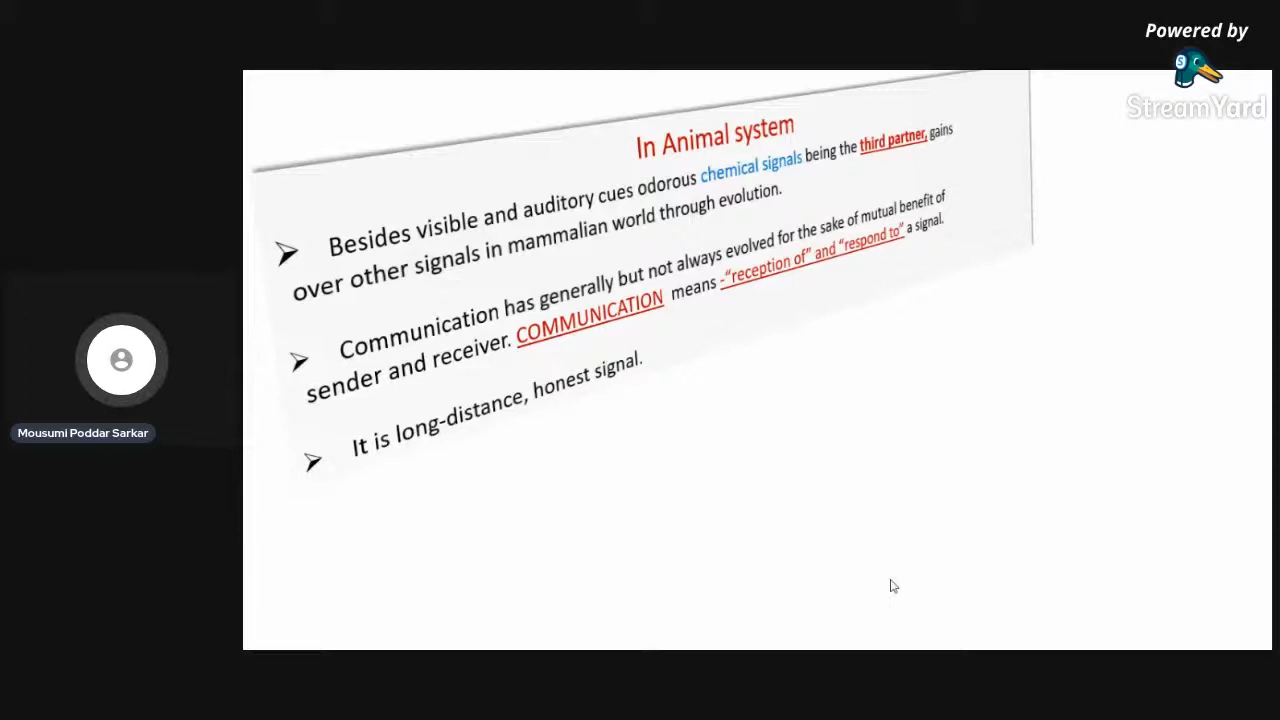 Powered by
StreamYard
In Animal system
Besides visible and auditory cues odorous chemical signals being the third partner, gains
over other signals in mammalian world through evolution.
Communication has generally but not always evolved for the sake of mutual benefit of
sender and receiver. COMMUNICATION means -“reception of” and “respond to” a signal.
It is long-distance, honest signal.
Mousumi Poddar Sarkar